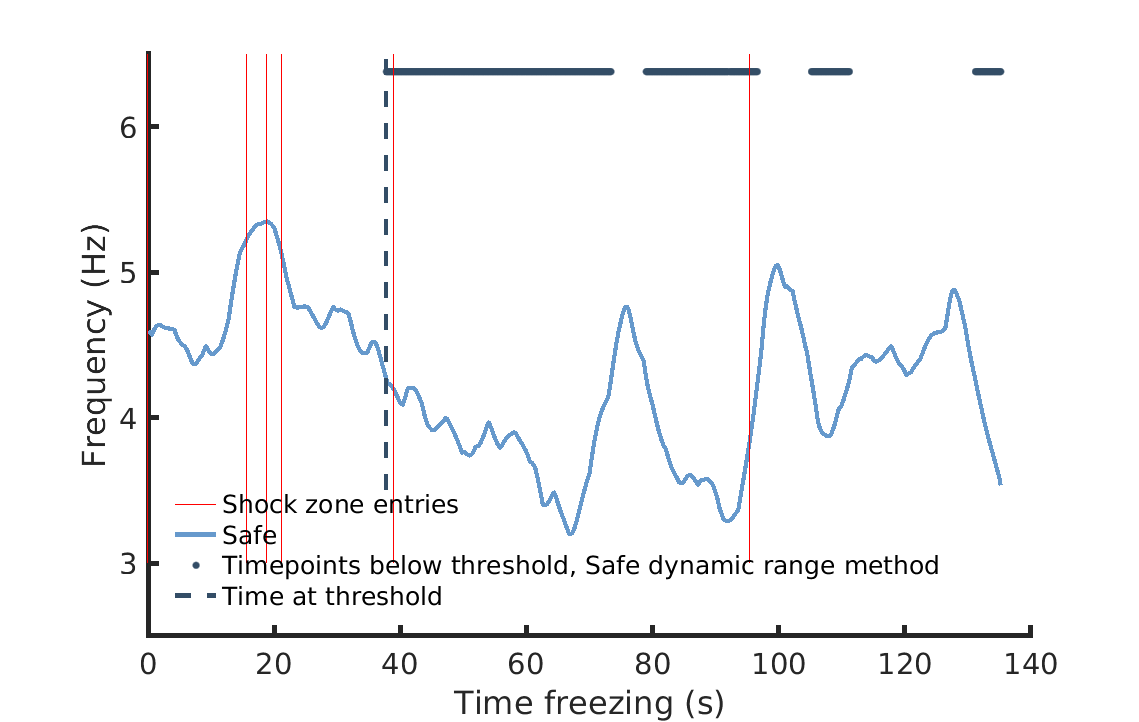 6
5
4
3
Frequency (Hz)
Shock zone entries
Safe
Timepoints below threshold, Safe dynamic range method
Time at threshold
0 20 40 60 80 100 120 140
Time freezing (s)